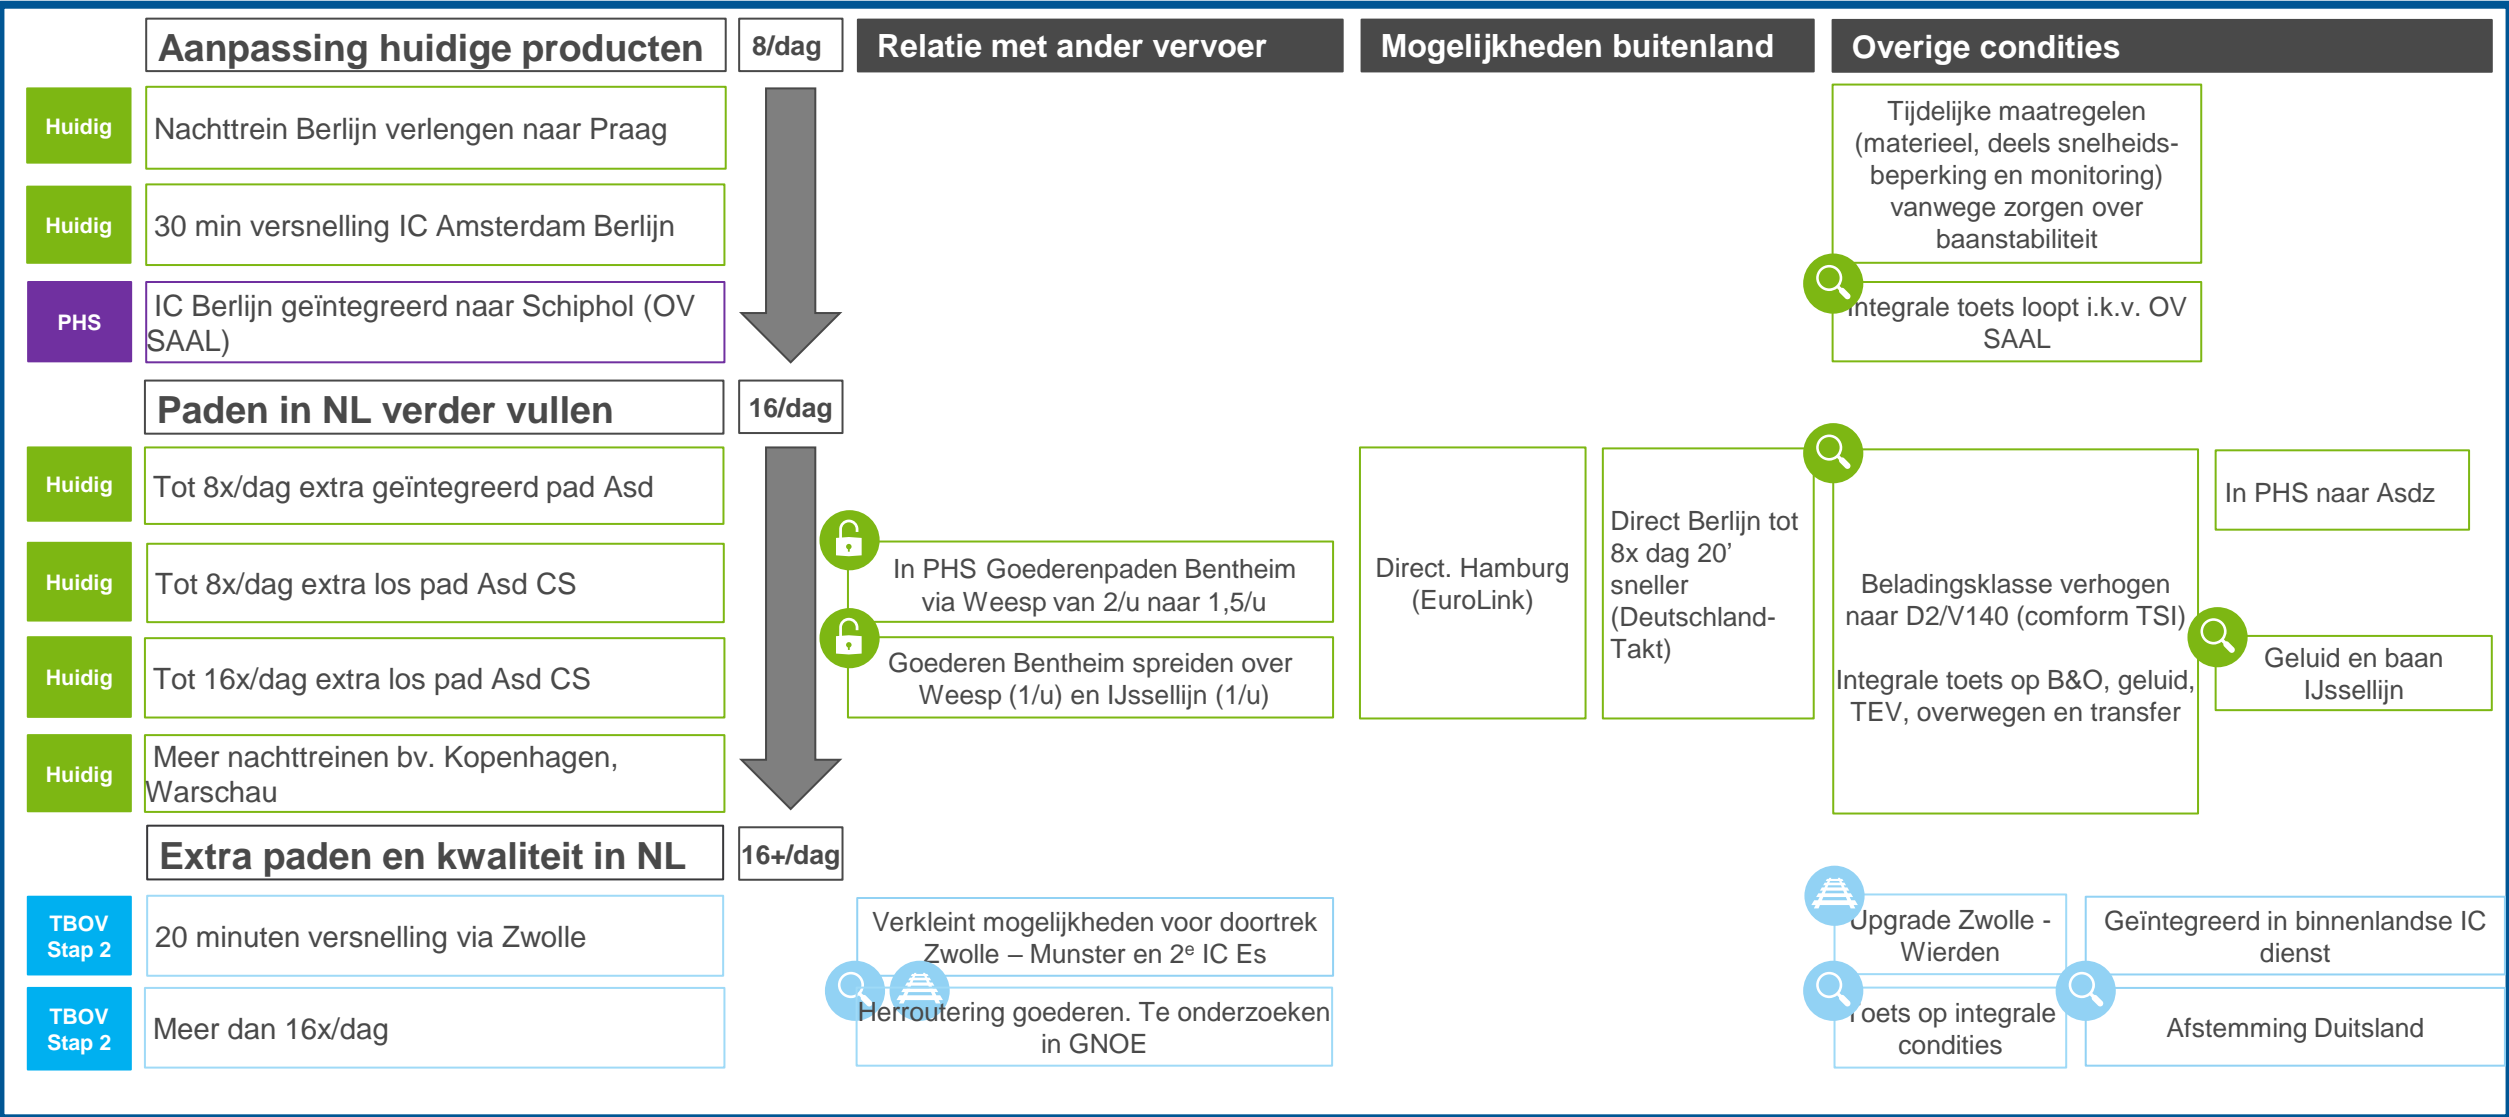 Aanpassing huidige producten
8/dag
Relatie met ander vervoer
Mogelijkheden buitenland
Overige condities
Huidig
Nachttrein Berlijn verlengen naar Praag
Tijdelijke maatregelen
(materieel, deels snelheids-
beperking en monitoring)
vanwege zorgen over
baanstabiliteit
Huidig
30 min versnelling IC Amsterdam Berlijn
PHS
IC Berlijn geïntegreerd naar Schiphol (OV
SAAL)
Integrale toets loopt i.k.v. OV
SAAL
Paden in NL verder vullen
16/dag
Huidig
Tot 8x/dag extra geïntegreerd pad Asd
Huidig
Tot 8x/dag extra los pad Asd CS
Huidig
Tot 16x/dag extra los pad Asd CS
Huidig
Meer nachttreinen bv. Kopenhagen,
Warschau
In PHS Goederenpaden Bentheim
via Weesp van 2/u naar 1,5/u
Goederen Bentheim spreiden over
Weesp (1/u) en IJssellijn (1/u)
Direct. Hamburg
(EuroLink)
Direct Berlijn tot
8x dag 20’
sneller
(Deutschland-
Takt)
Beladingsklasse verhogen
naar D2/V140 (comform TSI)
Integrale toets op B&O, geluid,
TEV, overwegen en transfer
In PHS naar Asdz
Geluid en baan
IJssellijn
Extra paden en kwaliteit in NL
16+/dag
TBOV
Stap 2
20 minuten versnelling via Zwolle
Verkleint mogelijkheden voor doortrek
Zwolle – Munster en 2e IC Es
Upgrade Zwolle -
Wierden
Geïntegreerd in binnenlandse IC
dienst
TBOV
Stap 2
Meer dan 16x/dag
Herroutering goederen. Te onderzoeken
in GNOE
Toets op integrale
condities
Afstemming Duitsland